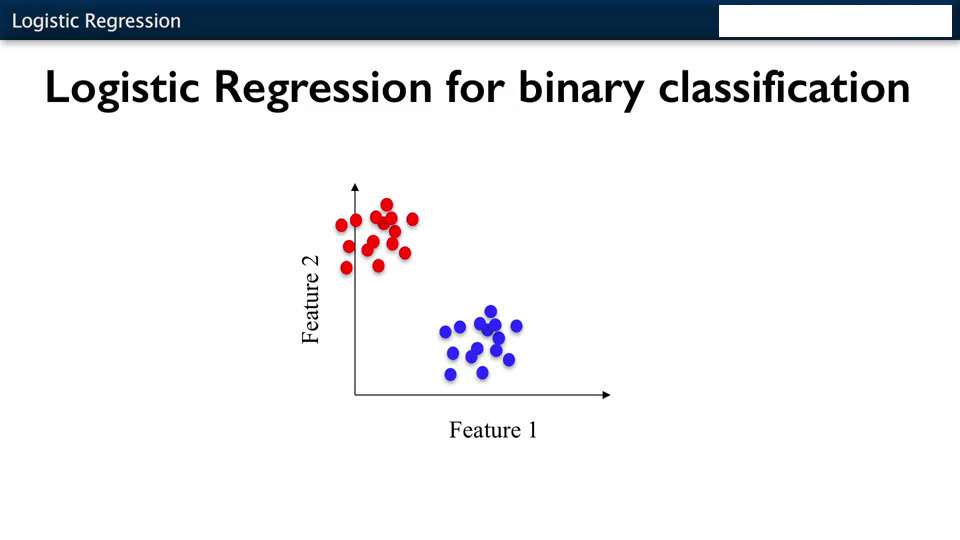 Logistic Regression
Logistic Regression for binary classification
Feature 2
Feature 1